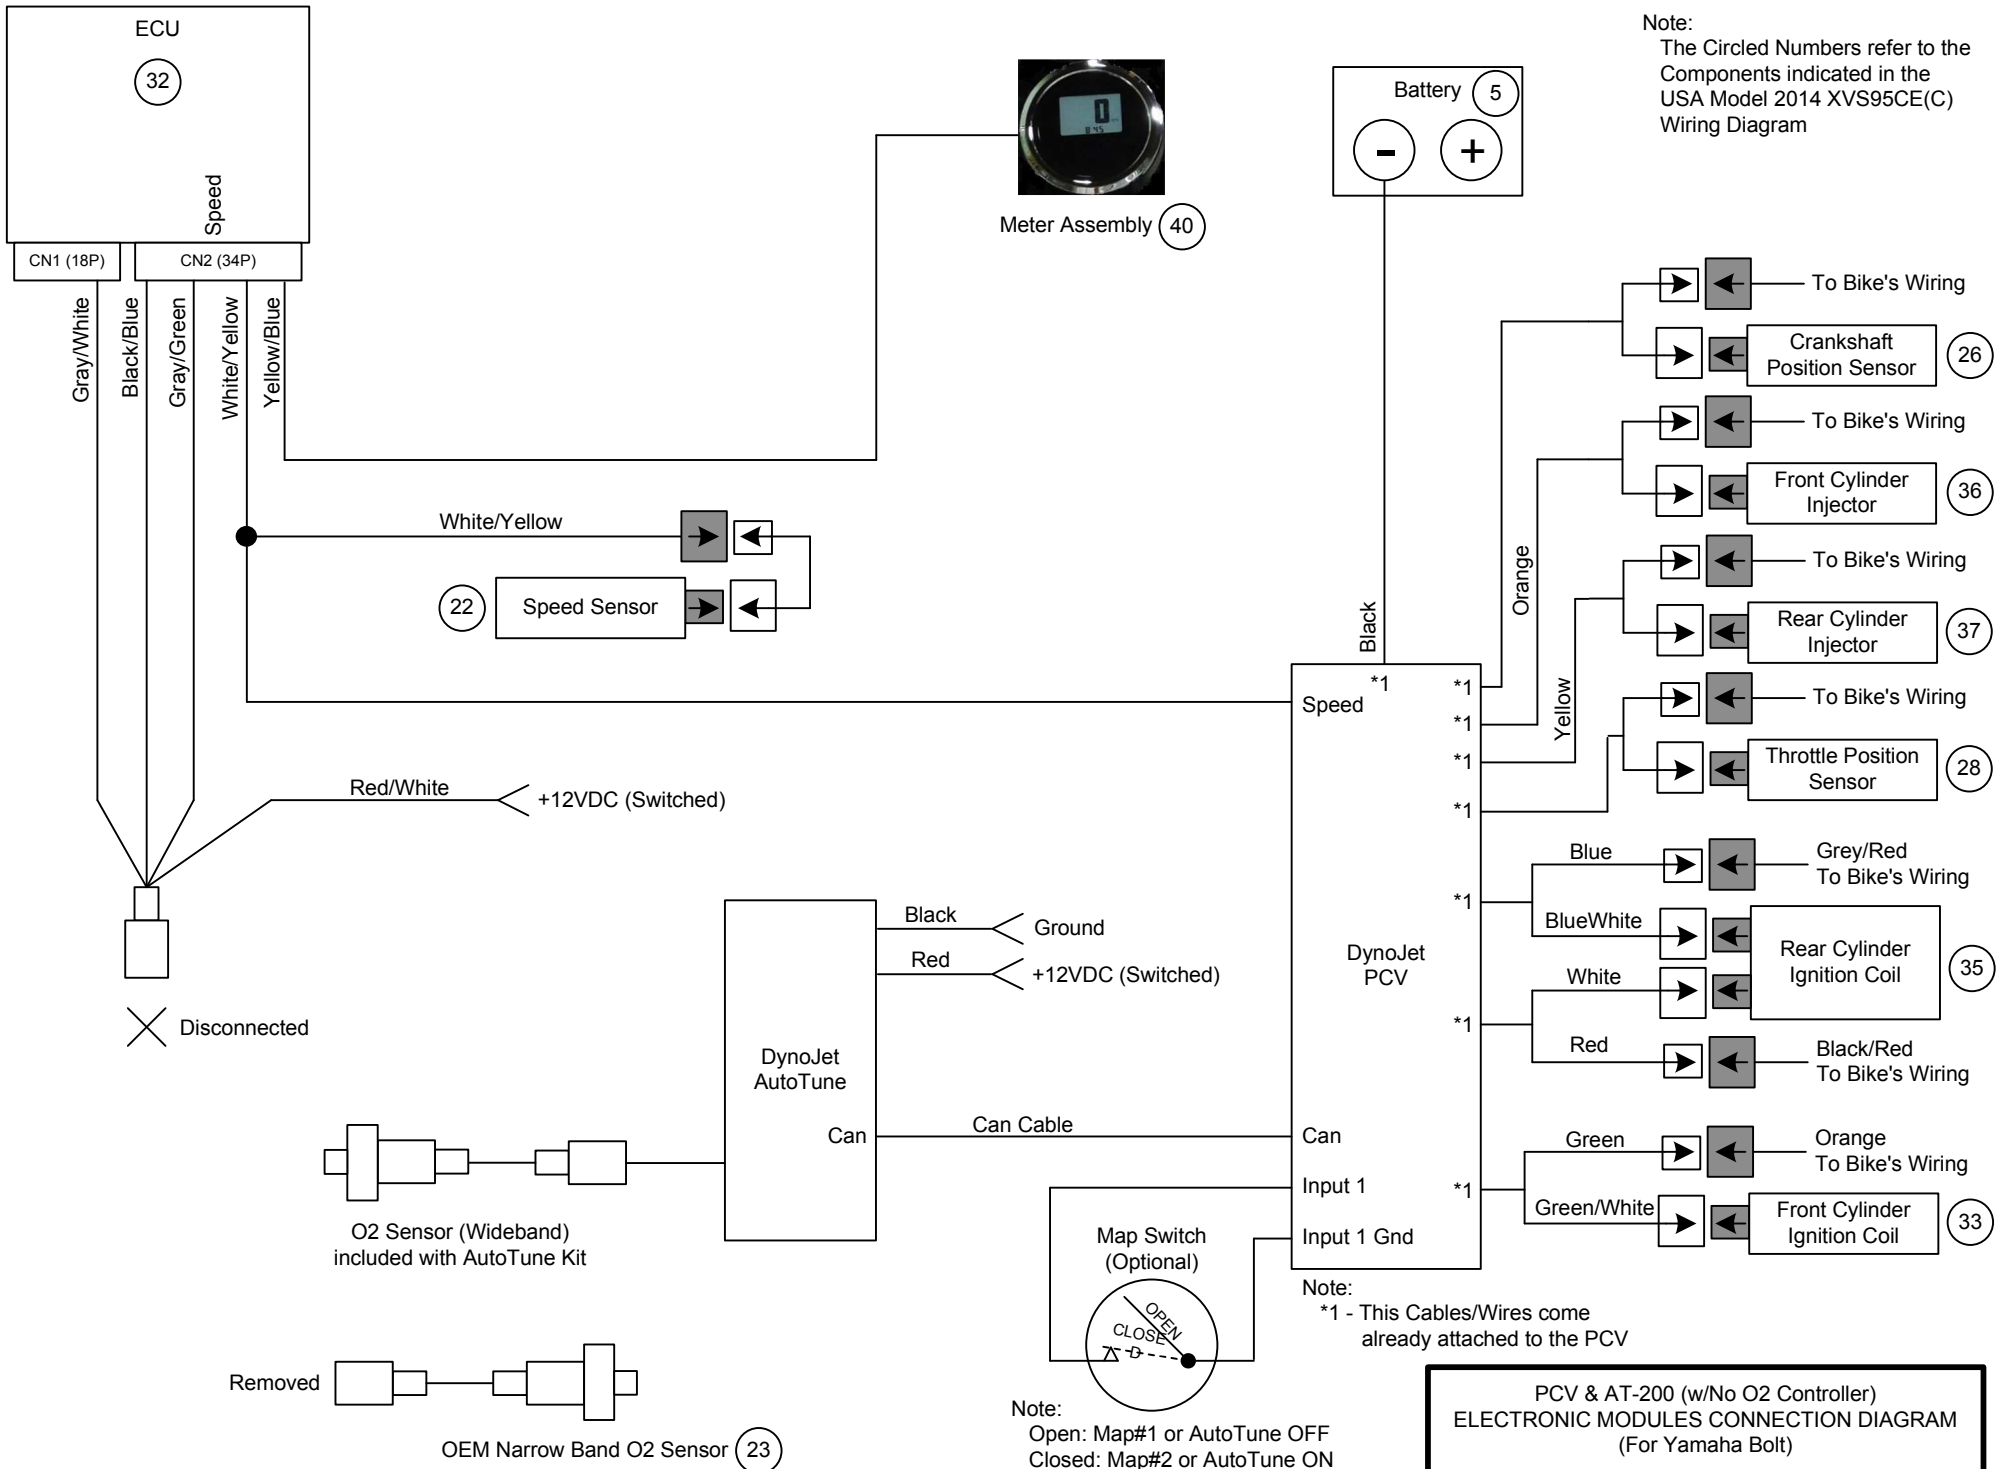 ECU
32
Speed
CN1 (18P)
CN2 (34P)
Gray/White
Black/Blue
Gray/Green
White/Yellow
Yellow/Blue
0
8:45
Meter Assembly
40
Battery
5
-
+
Note:
The Circled Numbers refer to the
Components indicated in the
USA Model 2014 XVS95CE(C)
Wiring Diagram
To Bike's Wiring
Crankshaft
Position Sensor
26
To Bike's Wiring
Front Cylinder
Injector
36
To Bike's Wiring
Rear Cylinder
Injector
37
To Bike's Wiring
Throttle Position
Sensor
28
White/Yellow
22
Speed Sensor
Black
Orange
Yellow
*1
Speed
*1
*1
*1
*1
*1
*1
*1
DynoJet
PCV
Can
Input 1
Input 1 Gnd
Blue
Grey/Red
To Bike's Wiring
BlueWhite
Rear Cylinder
Ignition Coil
35
White
Red
Black/Red
To Bike's Wiring
Green
Orange
To Bike's Wiring
Green/White
Front Cylinder
Ignition Coil
33
Red/White
+12VDC (Switched)
Disconnected
Black
Ground
Red
+12VDC (Switched)
DynoJet
AutoTune
Can
Can Cable
O2 Sensor (Wideband)
included with AutoTune Kit
Map Switch
(Optional)
OPEN
CLOSE
D
Note:
*1 - This Cables/Wires come
already attached to the PCV
Removed
OEM Narrow Band O2 Sensor
23
Note:
Open: Map#1 or AutoTune OFF
Closed: Map#2 or AutoTune ON
PCV & AT-200 (w/No O2 Controller)
ELECTRONIC MODULES CONNECTION DIAGRAM
(For Yamaha Bolt)